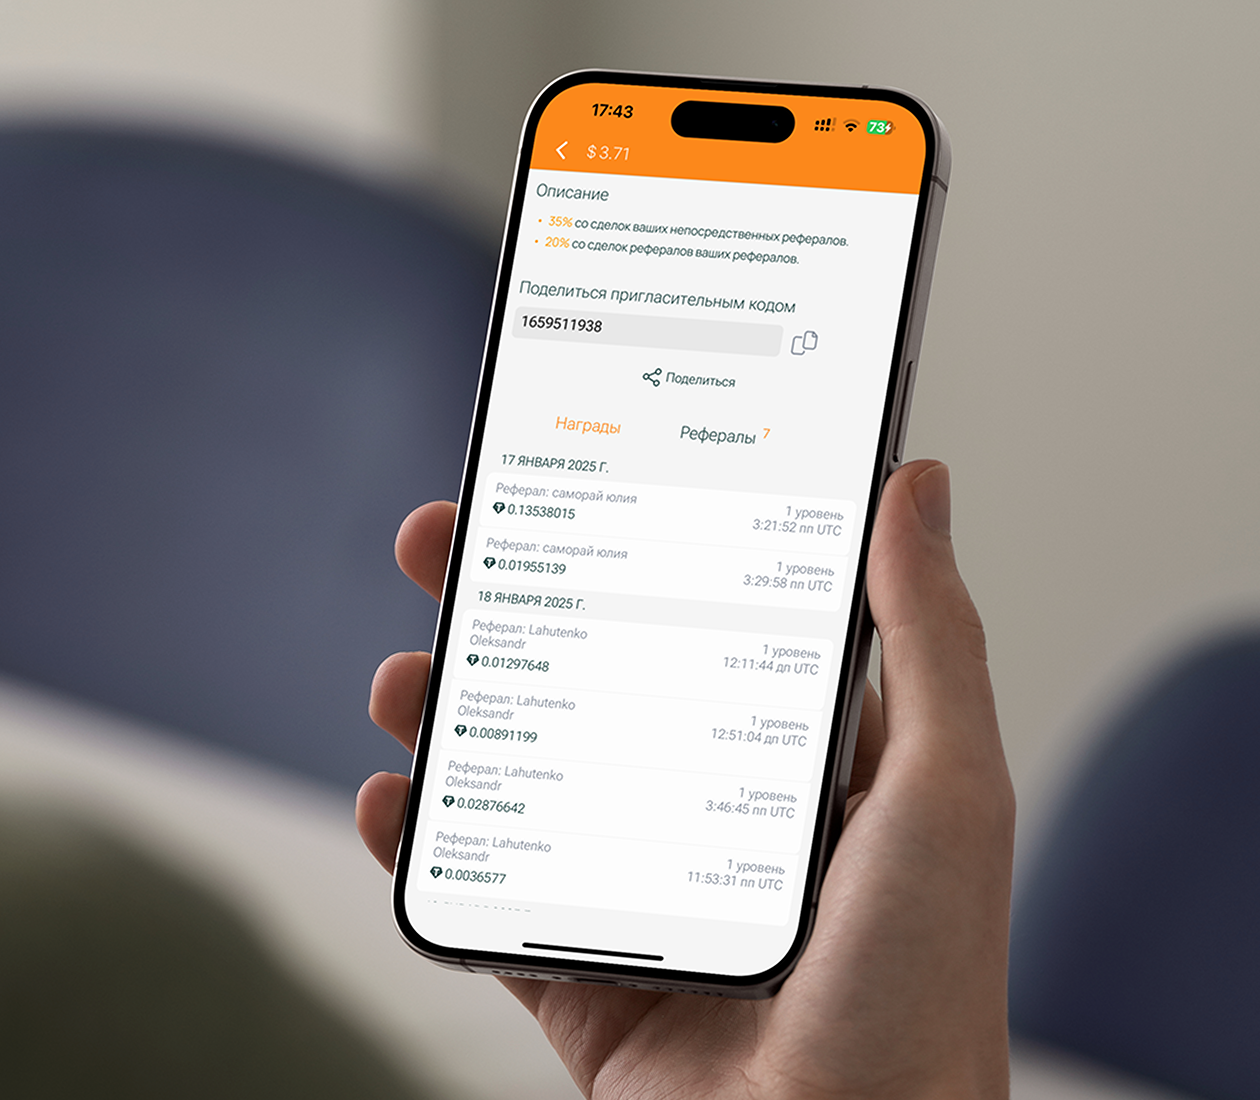 17:43
73
$ 3.71
Описание
• 35% со сделок ваших непосредственных рефералов.
• 20% со сделок рефералов ваших рефералов.
Поделиться пригласительным кодом
1659511938
Поделиться
Награды
Рефералы 7
17 ЯНВАРЯ 2025 Г.
Реферал: саморай юлия
0.13538015
1 уровень
3:21:52 пп UTC
Реферал: саморай юлия
0.01955139
1 уровень
3:29:58 пп UTC
18 ЯНВАРЯ 2025 Г.
Реферал: Lahutenko
Oleksandr
0.01297648
1 уровень
12:11:44 дп UTC
Реферал: Lahutenko
Oleksandr
0.00891199
1 уровень
12:51:04 дп UTC
Реферал: Lahutenko
Oleksandr
0.02876642
1 уровень
3:46:45 пп UTC
Реферал: Lahutenko
Oleksandr
0.0036577
1 уровень
11:53:31 пп UTC